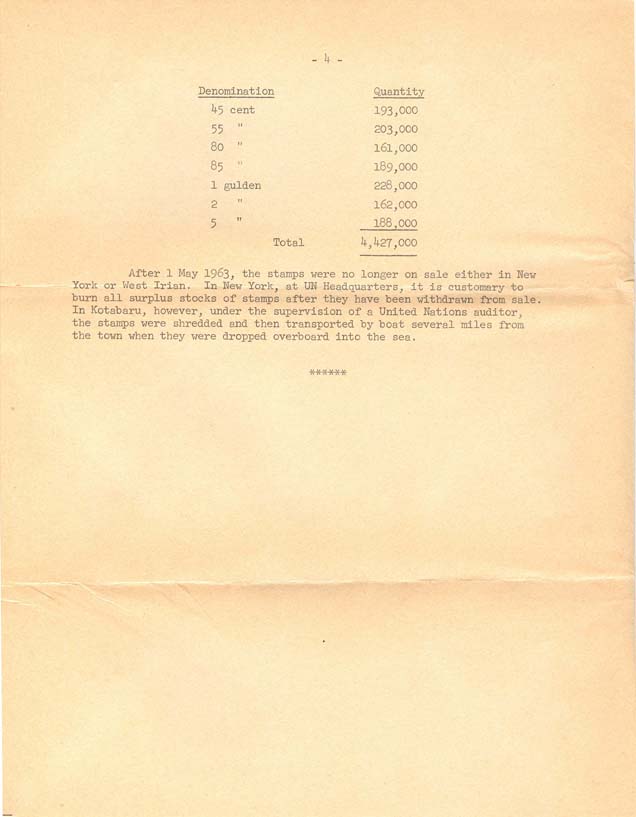 - 4 -
Denomination Quantity
45 cent 193,000
55 " 203,000
80 " 161,000
85 " 189,000
1 gulden 228,000
2 " 162,000
5 " 188,000
Total 4,427,000
After 1 May 1963, the stamps were no longer on sale either in New
York or West Irian. In New York, at UN Headquarters, it is customary to
burn all surplus stocks of stamps after they have been withdrawn from sale.
In Kotabaru, however, under the supervision of a United Nations auditor,
the stamps were shredded and then transported by boat several miles from
the town when they were dropped overboard into the sea.
******